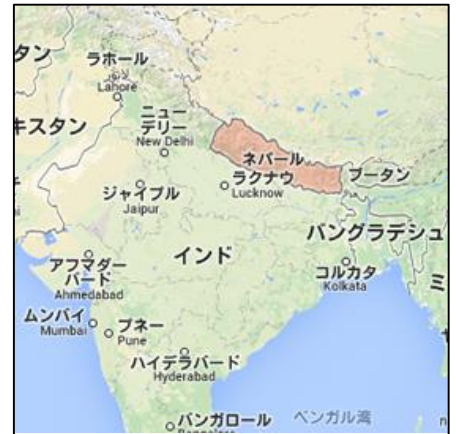 タン
ラホール
Lahore
キスタン
ニュー
デリー
New Delhi
ネパール
ラクナウ
Lucknow
ブータン
ジャイプル
Jaipur
バングラデシュ
インド
アフマダー
バード
Ahmedabad
コルカタ
Kolkata
ミ
ムンバイ
Mumbai
プネー
Pune
ハイデラバード
Hyderabad
バンガロール
ベンガル湾